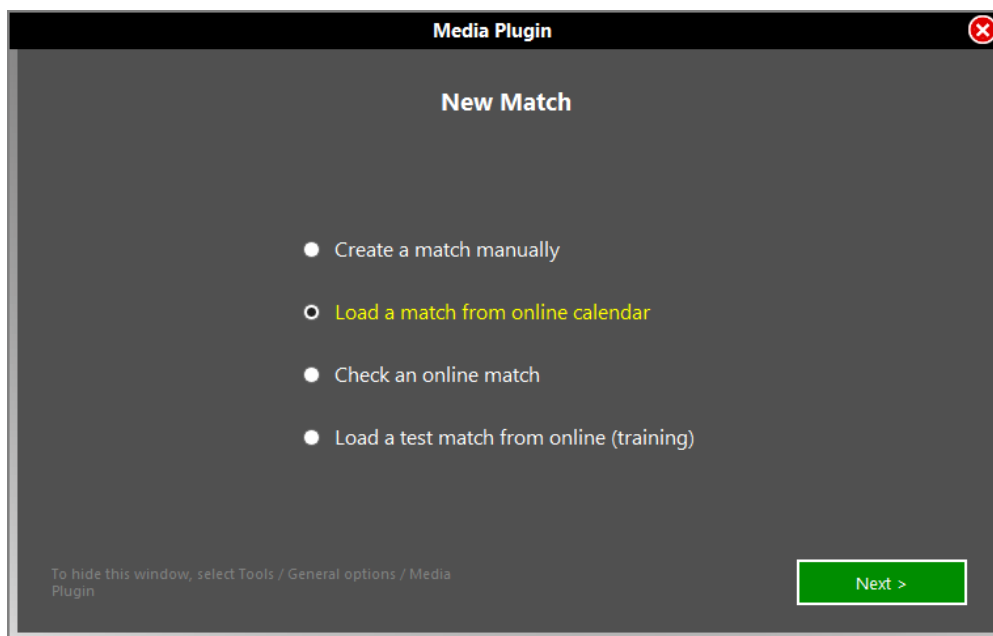 Media Plugin
New Match
Create a match manually
Load a match from online calendar
Check an online match
Load a test match from online (training)
To hide this window, select Tools / General options / Media
Plugin
Next >